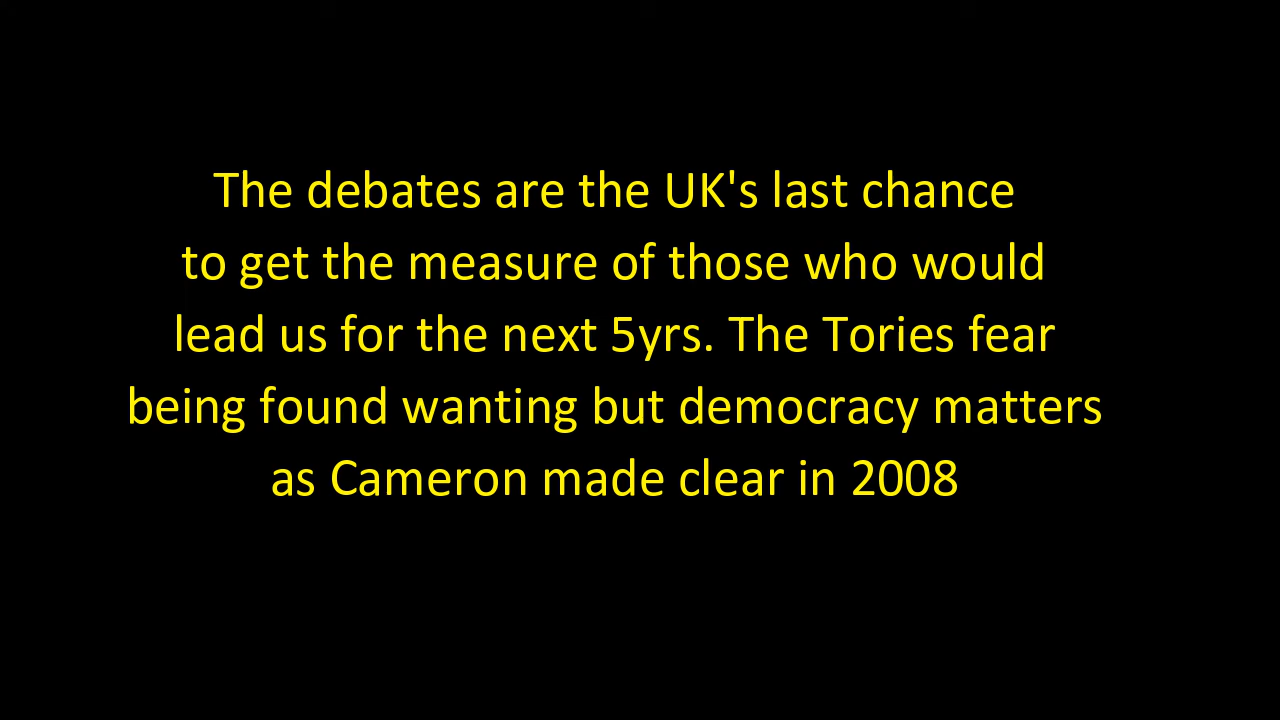 The debates are the UK's last chance
to get the measure of those who would
lead us for the next 5yrs. The Tories fear
being found wanting but democracy matters
as Cameron made clear in 2008